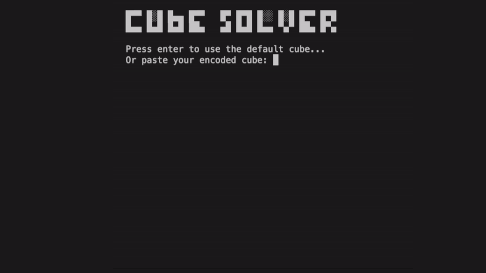 CUbE SOLVER
Press enter to use the default cube...
Or paste your encoded cube: